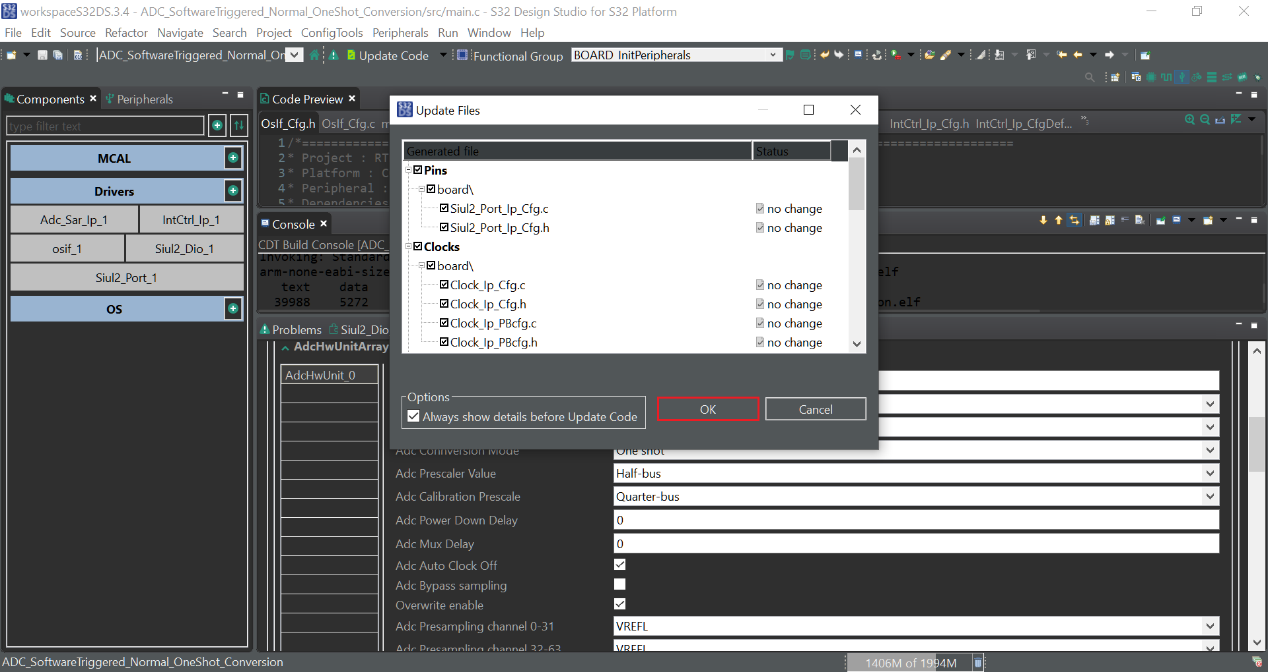 workspaceS32DS.3.4 - ADC_SoftwareTriggered_Normal_OneShot_Conversion/src/main.c - S32 Design Studio for S32 Platform
File Edit Source Refactor Navigate Search Project ConfigTools Peripherals Run Window Help
ADC_SoftwareTriggered_Normal_On Update Code Functional Group BOARD InitPeripherals
Components Peripherals
type filter text
MCAL
Drivers
Adc_Sar_Ip_1 IntCtrl_Ip_1
osif_1 Siul2_Dio_1
Siul2_Port_1
OS
Code Preview
OsIf_Cfg.h OsIf_Cfg.c IntCtrl_Ip_Cfg.h IntCtrl_Ip_CfgDef...
1 /*==========
2 * Project : RT
3 * Platform : C
4 * Peripheral :
5 * Dependencies
Console
CDT Build Console [ADC_
Invoking: Standard
arm-none-eabi-size elf
text data
39988 5272 on.elf
Problems Siul2_Dio
AdcHwUnitArray
AdcHwUnit_0
Update Files
Generated file Status
Pins
board\
Siul2_Port_Ip_Cfg.c no change
Siul2_Port_Ip_Cfg.h no change
Clocks
board\
Clock_Ip_Cfg.c no change
Clock_Ip_Cfg.h no change
Clock_Ip_PBcfg.c no change
Clock_Ip_PBcfg.h no change
Options
Always show details before Update Code
OK Cancel
Adc Connversion Mode One shot
Adc Prescaler Value Half-bus
Adc Calibration Prescale Quarter-bus
Adc Power Down Delay 0
Adc Mux Delay 0
Adc Auto Clock Off
Adc Bypass sampling
Overwrite enable
Adc Presampling channel 0-31 VREFL
Adc Presampling channel 32-63 VREFL
ADC_SoftwareTriggered_Normal_OneShot_Conversion 1406M of 1994M